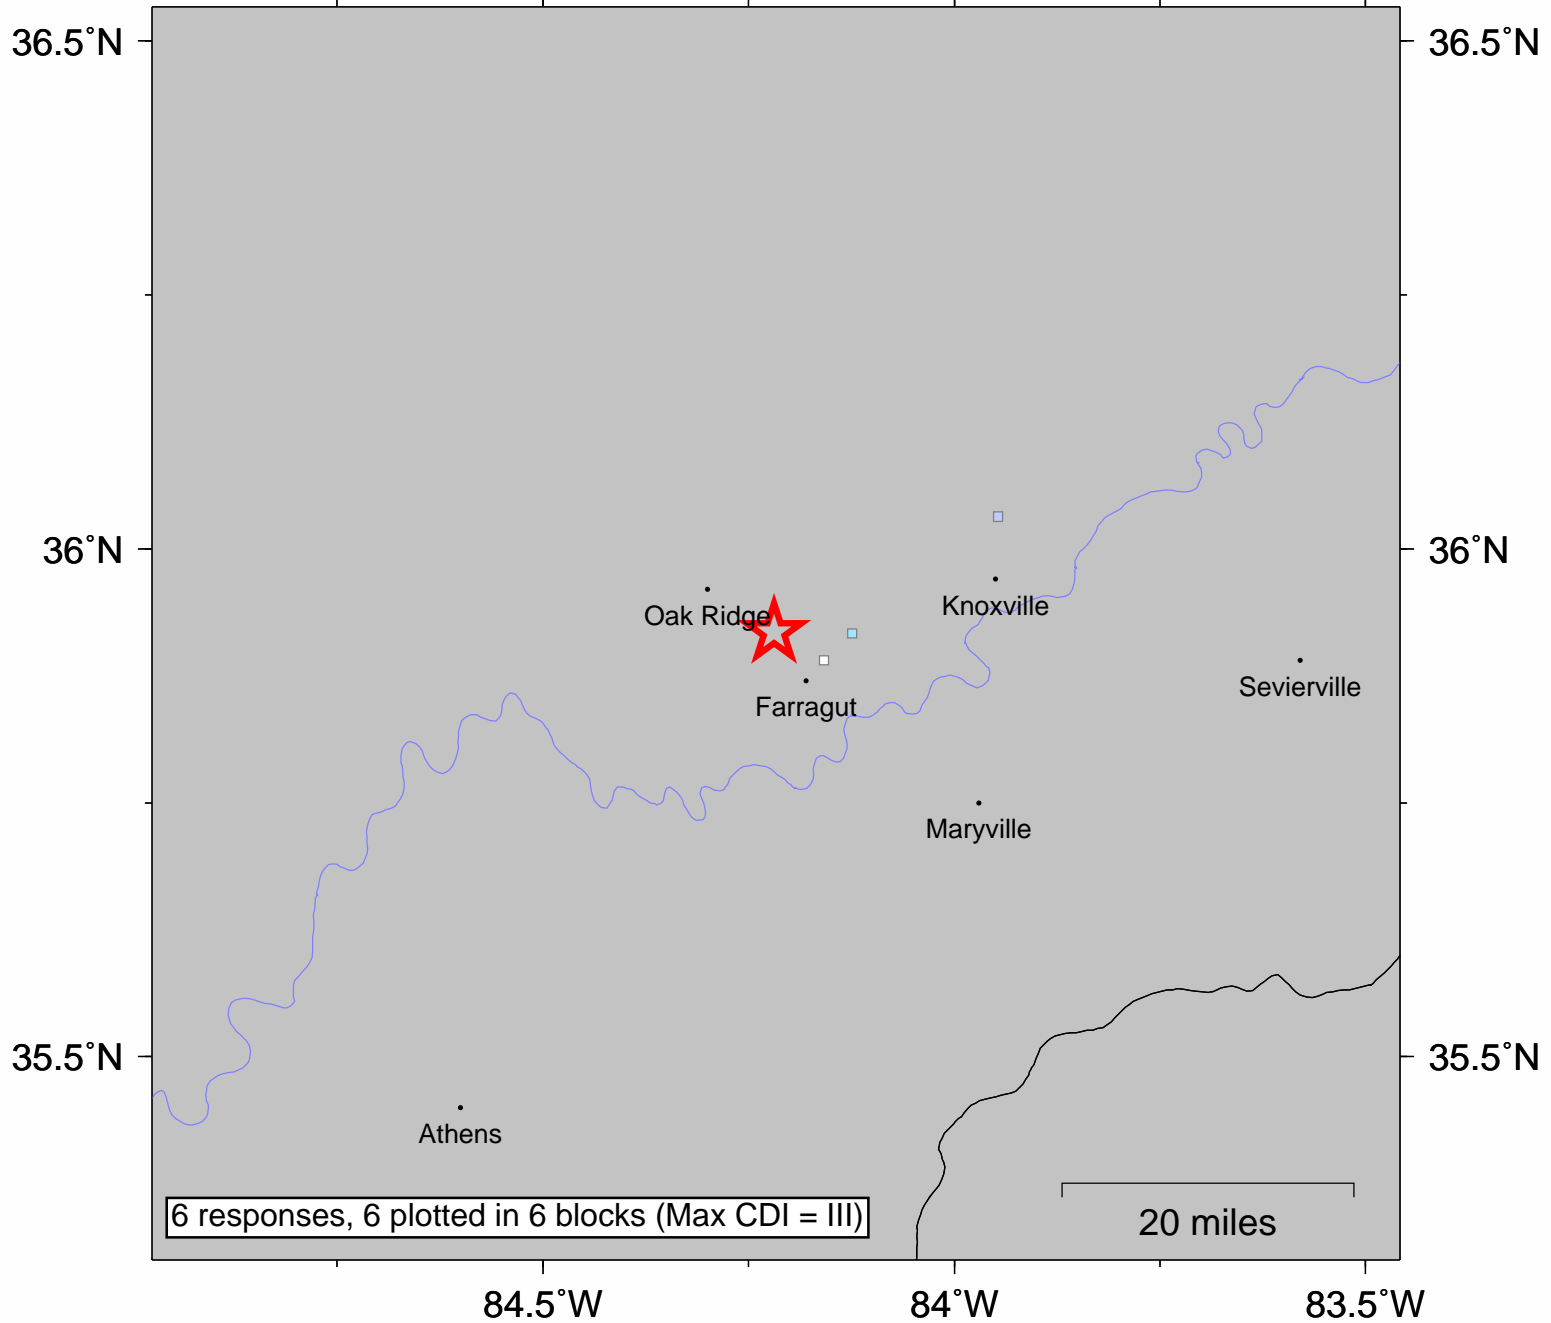 36.5˚N
36.5˚N
36˚N
36˚N
Oak Ridge
Knoxville
Sevierville
Farragut
Maryville
35.5˚N
35.5˚N
Athens
6 responses, 6 plotted in 6 blocks (Max CDI = III)
20 miles
84.5˚W
84˚W
83.5˚W